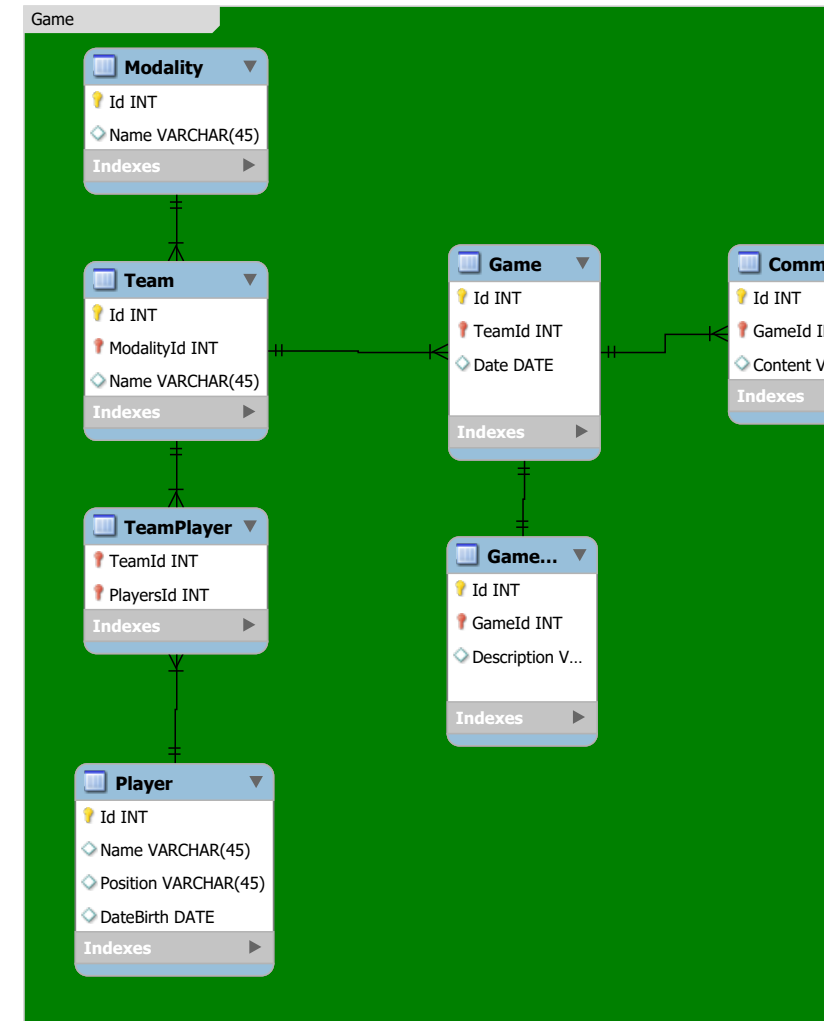 Game
Modality
Id INT
Name VARCHAR(45)
Indexes
Team
Id INT
ModalityId INT
Name VARCHAR(45)
Indexes
TeamPlayer
TeamId INT
PlayersId INT
Indexes
Player
Id INT
Name VARCHAR(45)
Position VARCHAR(45)
DateBirth DATE
Indexes
Game
Id INT
TeamId INT
Date DATE
Indexes
Game...
Id INT
GameId INT
Description V...
Indexes
Comm
Id INT
GameId I
Content V
Indexes